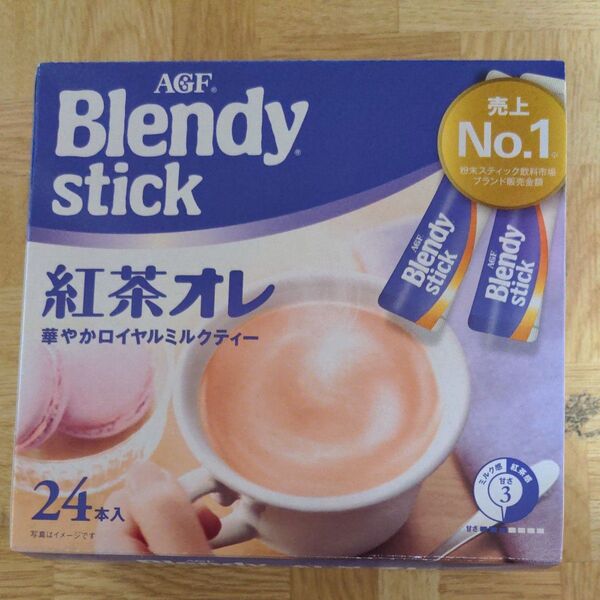 AGF®
Blendy®
stick
売上
No.1
粉末スティック飲料市場
ブランド販売金額
AGF
Blendy
stick
AGF
Blendy
stick
紅茶オレ
華やかロイヤルミルクティー
ミルク感
甘さ
3
紅茶感
24本入
甘さ
写真はイメージです
Blendy